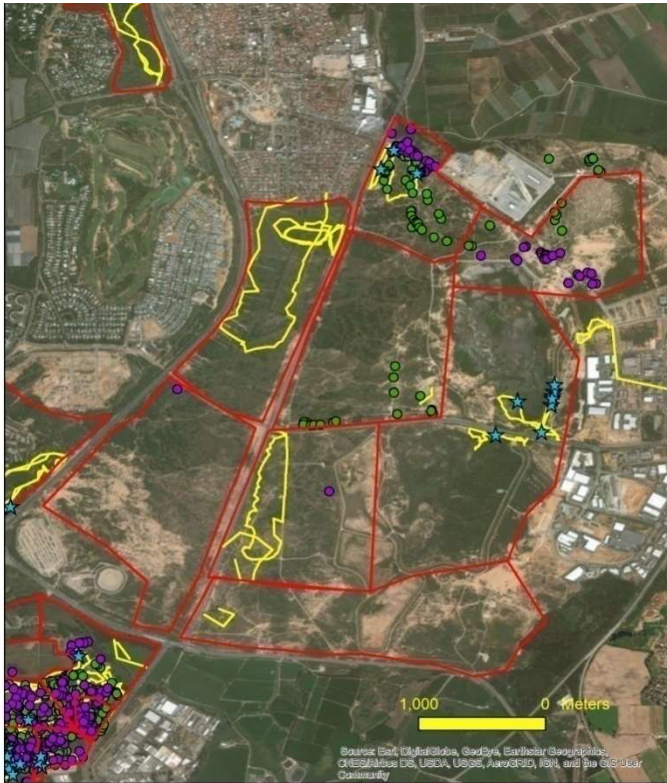 1,000 0 Meters
Source: Esri, DigitalGlobe, GeoEye, Earthstar Geographics,
CNES/Airbus DS, USDA, USGS, AeroGRID, IGN, and the GIS User
Community